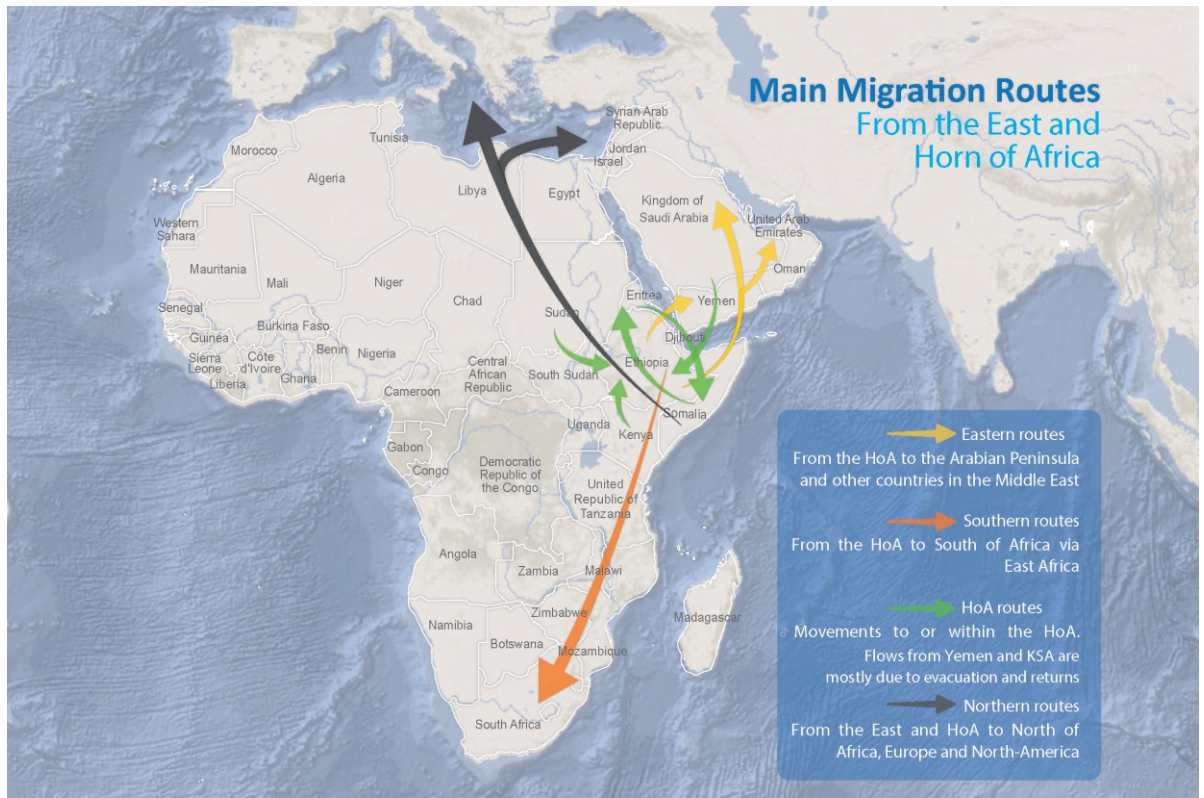 Main Migration Routes
From the East and
Horn of Africa
Syrian Arab
Republic
Tunisia
Morocco
Jordan
Israel
Algeria
Libya
Egypt
Kingdom of
Saudi Arabia
United Arab
Emirates
Western
Sahara
Mauritania
Mali
Niger
Oman
Chad
Eritrea
Yemen
Senegal
Sudan
Burkina Faso
Guinea
Benin
Nigeria
Djibouti
Sierra
Leone
Côte
d'Ivoire
Ghana
Liberia
Central
African
Republic
South Sudan
Ethiopia
Cameroon
Somalia
Uganda
Kenya
Gabon
Congo
Democratic
Republic of
the Congo
United
Republic of
Tanzania
Angola
Zambia
Malawi
Zimbabwe
Madagascar
Namibia
Botswana
Mozambique
South Africa
Eastern routes
From the HoA to the Arabian Peninsula
and other countries in the Middle East
Southern routes
From the HoA to South of Africa via
East Africa
HoA routes
Movements to or within the HoA.
Flows from Yemen and KSA are
mostly due to evacuation and returns
Northern routes
From the East and HoA to North of
Africa, Europe and North-America